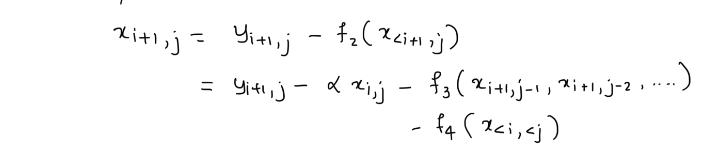 x_{i+1,j} = y_{i+1,j} - f_2(x_{<i+1,j})
= y_{i+1,j} - α x_{i,j} - f_3(x_{i+1,j-1}, x_{i+1,j-2}, ....)
- f_4(x_{<i,<j})